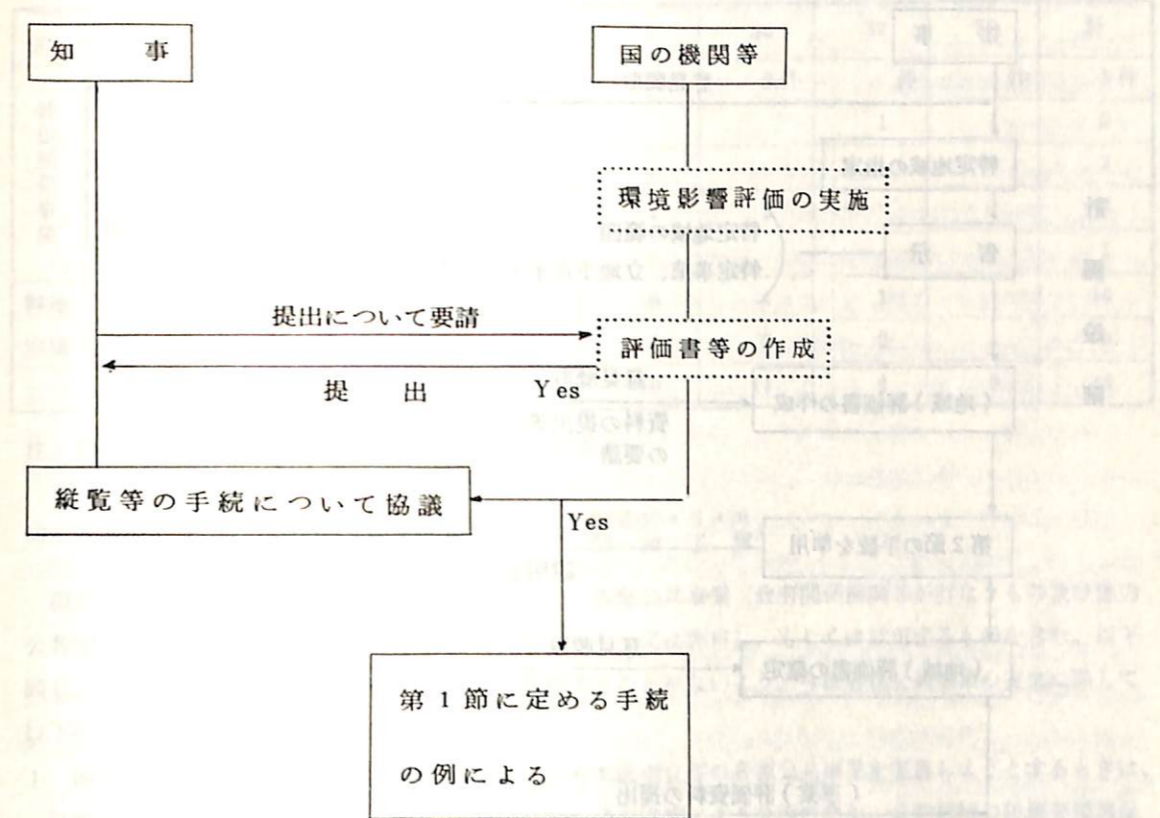 知　　事
国の機関等
環境影響評価の実施
提出について要請
評価書等の作成
提　　出
Yes
縦覧等の手続について協議
Yes
第１節に定める手続
の例による